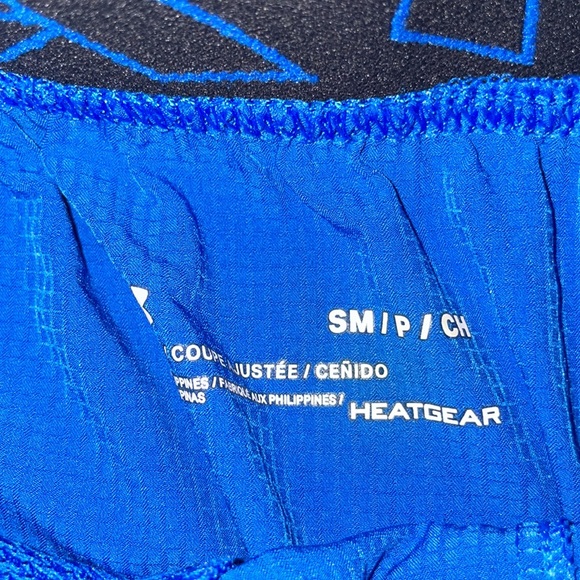 SM / P / CH
COUPE AJUSTÉE / CEÑIDO
PPINES / FABRIQUÉ AUX PHILIPPINES /
PINAS
HEATGEAR